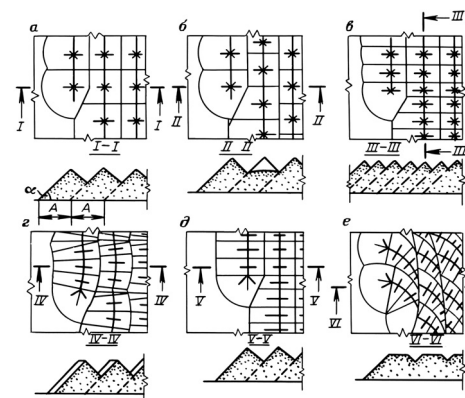 а б в III
I I II II
I–I II II III–III III
α A A
г д е
IV IV V V VI
IV–IV V–V VI–VI